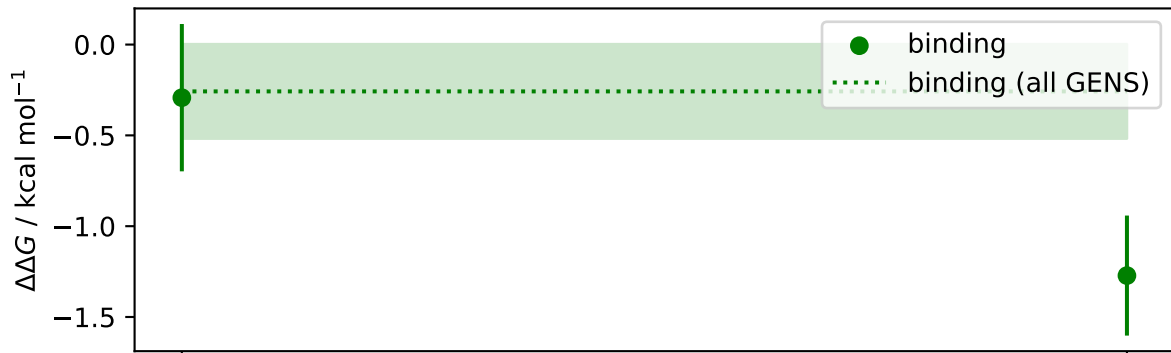 ΔΔG / kcal mol⁻¹
0.0
−0.5
−1.0
−1.5
binding
binding (all GENS)